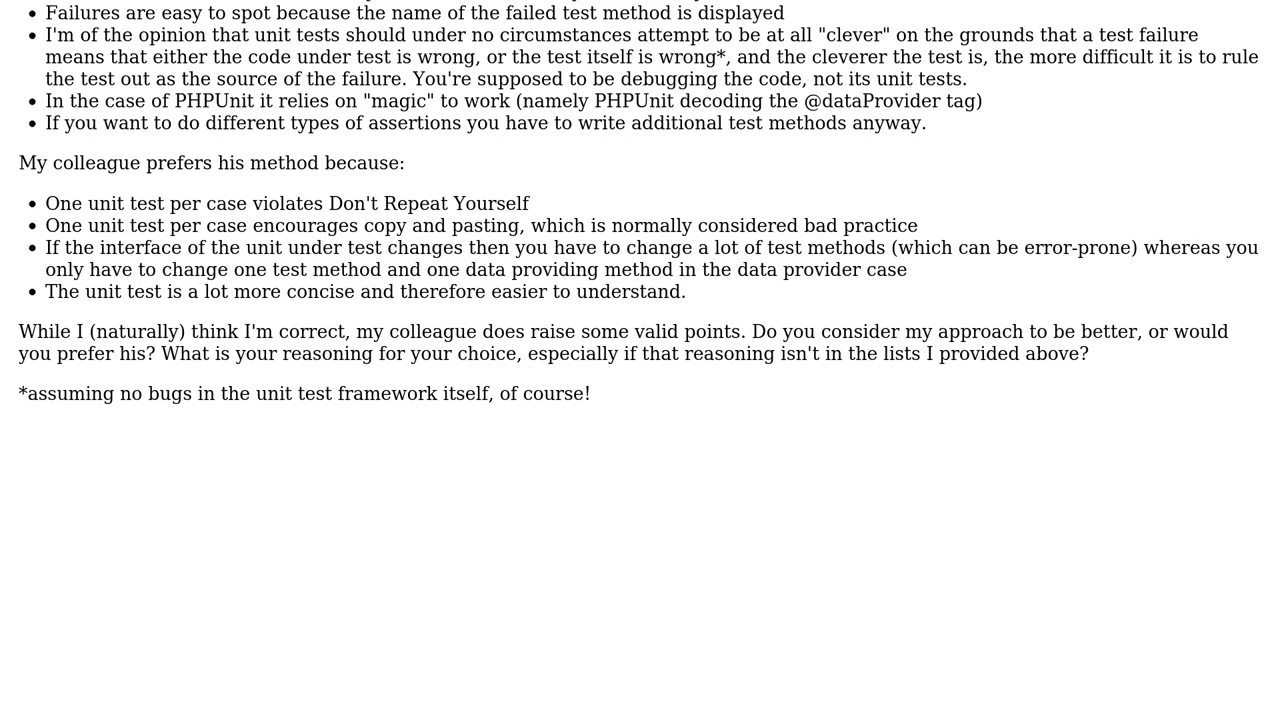 • Failures are easy to spot because the name of the failed test method is displayed
• I'm of the opinion that unit tests should under no circumstances attempt to be at all "clever" on the grounds that a test failure
means that either the code under test is wrong, or the test itself is wrong*, and the cleverer the test is, the more difficult it is to rule
the test out as the source of the failure. You're supposed to be debugging the code, not its unit tests.
• In the case of PHPUnit it relies on "magic" to work (namely PHPUnit decoding the @dataProvider tag)
• If you want to do different types of assertions you have to write additional test methods anyway.
My colleague prefers his method because:
• One unit test per case violates Don't Repeat Yourself
• One unit test per case encourages copy and pasting, which is normally considered bad practice
• If the interface of the unit under test changes then you have to change a lot of test methods (which can be error-prone) whereas you
only have to change one test method and one data providing method in the data provider case
• The unit test is a lot more concise and therefore easier to understand.
While I (naturally) think I'm correct, my colleague does raise some valid points. Do you consider my approach to be better, or would
you prefer his? What is your reasoning for your choice, especially if that reasoning isn't in the lists I provided above?
*assuming no bugs in the unit test framework itself, of course!